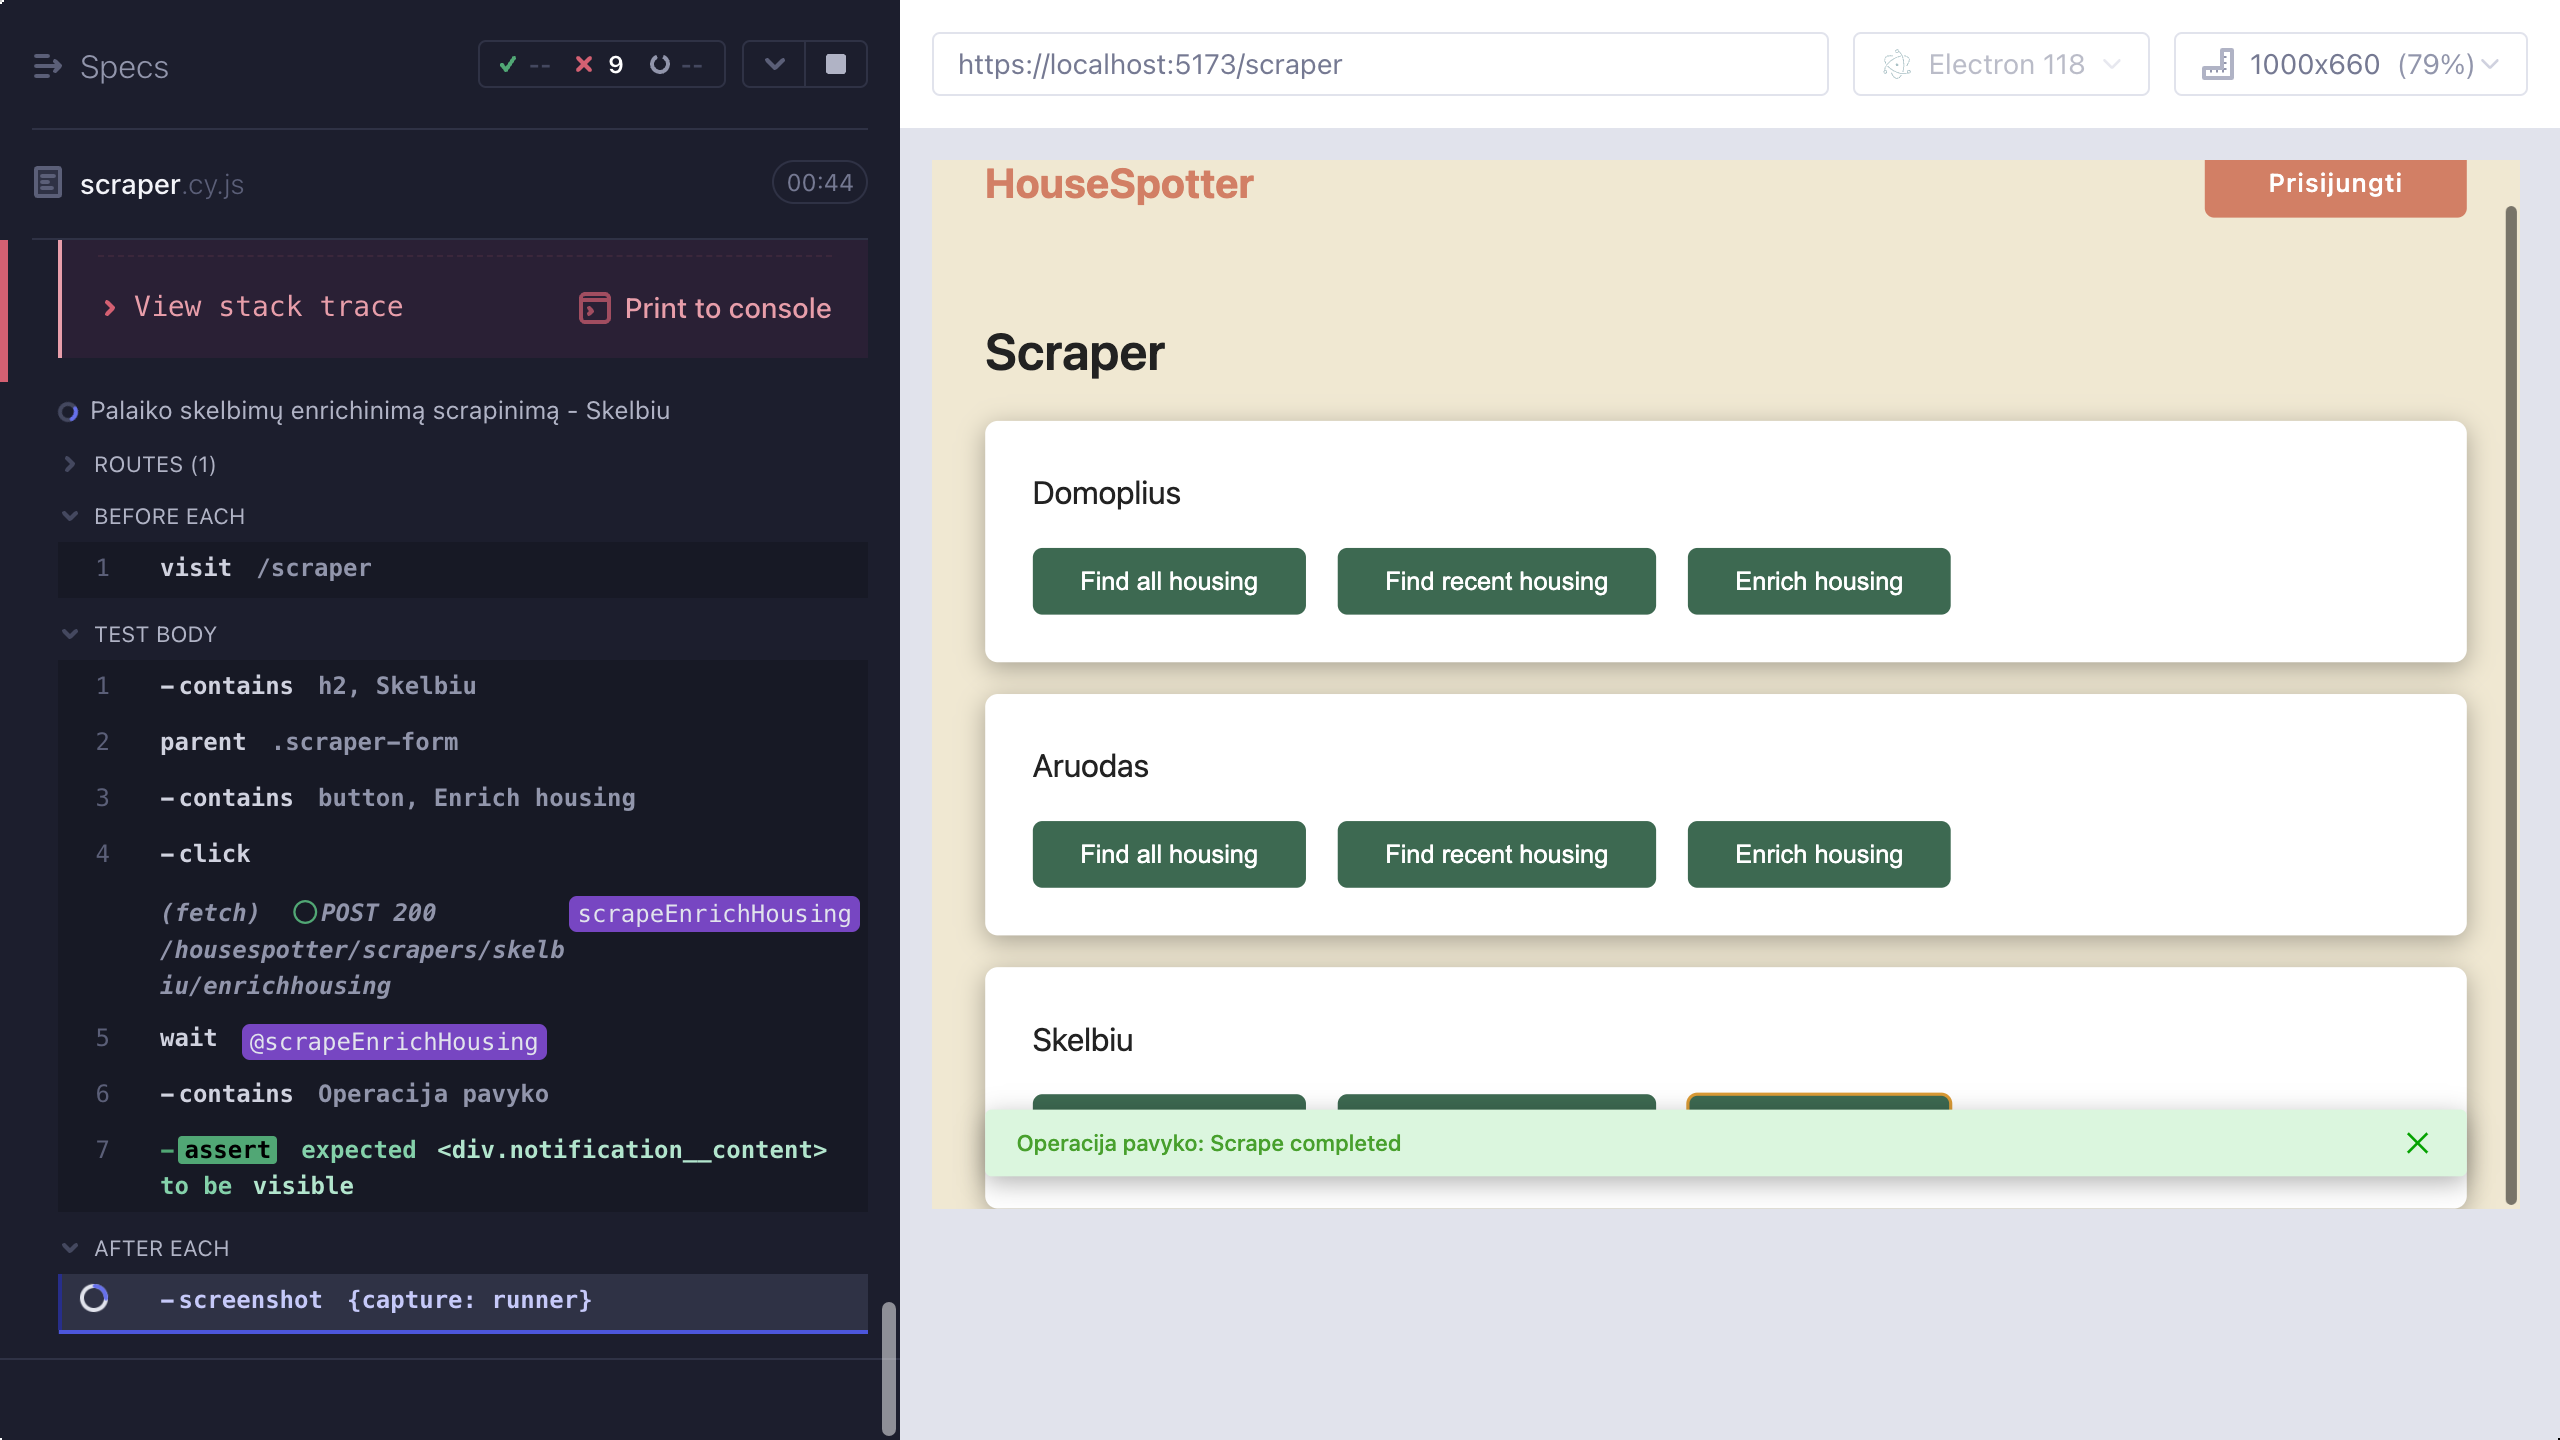 Specs
-- 9 --
scraper.cy.js
00:44
View stack trace
Print to console
Palaiko skelbimų enrichinimą scrapinimą - Skelbiu
ROUTES (1)
BEFORE EACH
1 visit /scraper
TEST BODY
1 -contains h2, Skelbiu
2 parent .scraper-form
3 -contains button, Enrich housing
4 -click
(fetch) POST 200 scrapeEnrichHousing
/housespotter/scrapers/skelb
iu/enrichhousing
5 wait @scrapeEnrichHousing
6 -contains Operacija pavyko
7 -assert expected <div.notification__content>
to be visible
AFTER EACH
-screenshot {capture: runner}
https://localhost:5173/scraper
Electron 118
1000x660 (79%)
HouseSpotter
Prisijungti
Scraper
Domoplius
Find all housing Find recent housing Enrich housing
Aruodas
Find all housing Find recent housing Enrich housing
Skelbiu
Operacija pavyko: Scrape completed